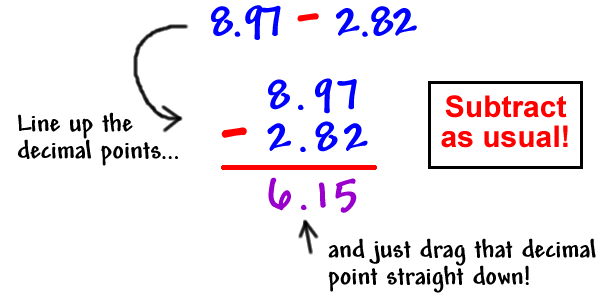 8.97 - 2.82
8.97
- 2.82
6.15
Line up the
decimal points...
Subtract
as usual!
and just drag that decimal
point straight down!